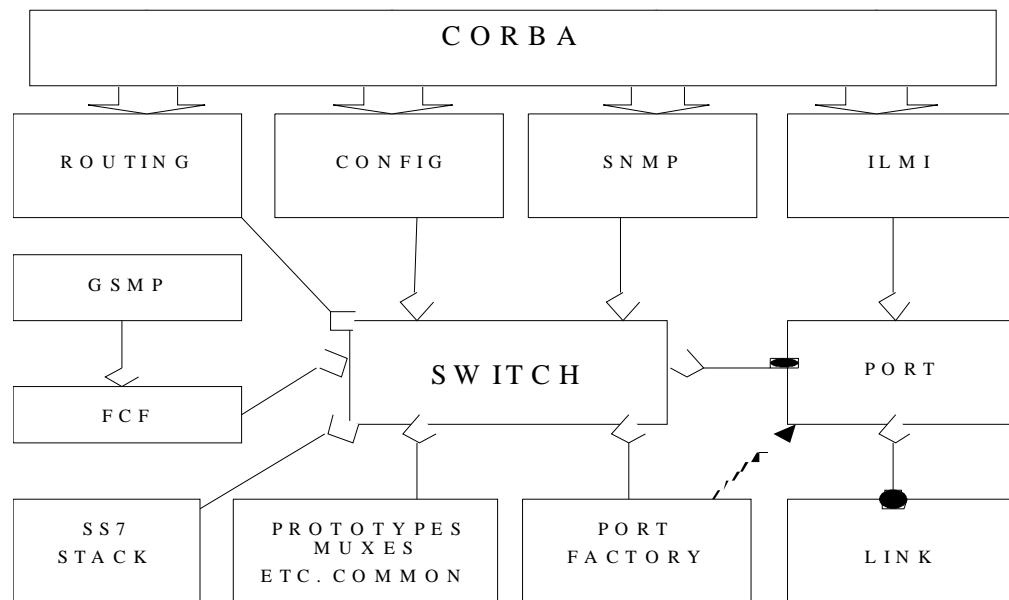 CORBA
ROUTING
CONFIG
SNMP
ILMI
GSMP
SWITCH
PORT
FCF
SS7
STACK
PROTOTYPES
MUXES
ETC. COMMON
PORT
FACTORY
LINK